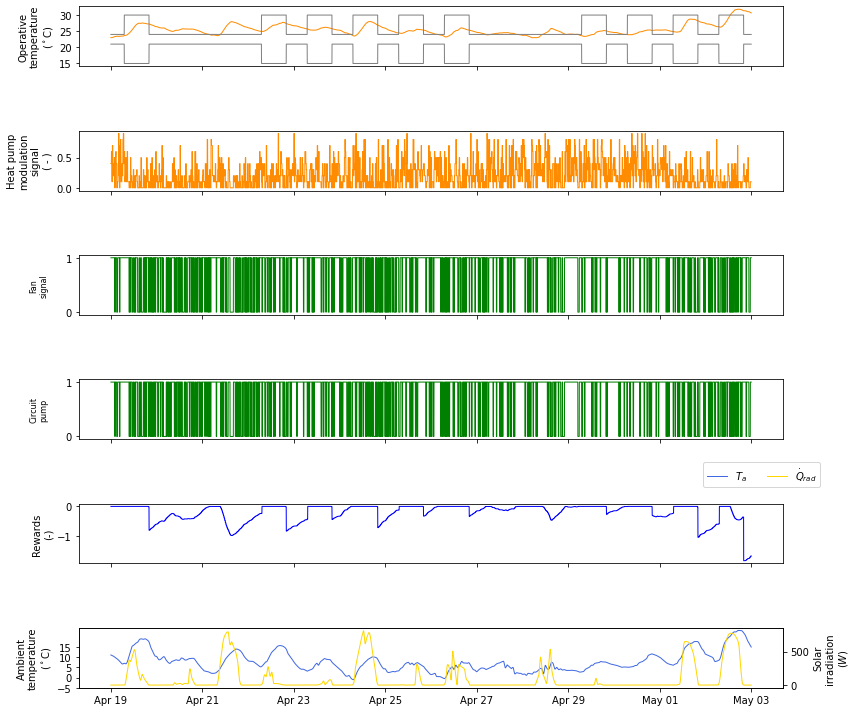 Operative
temperature
(°C)
30
25
20
15
Heat pump
modulation
signal
( - )
0.5
0.0
Fan
signal
1
0
Circuit
pump
1
0
T_a
Q̇_rad
Rewards
(-)
0
−1
Ambient
temperature
(°C)
15
10
5
0
−5
500
0
Solar
irradiation
(W)
Apr 19 Apr 21 Apr 23 Apr 25 Apr 27 Apr 29 May 01 May 03